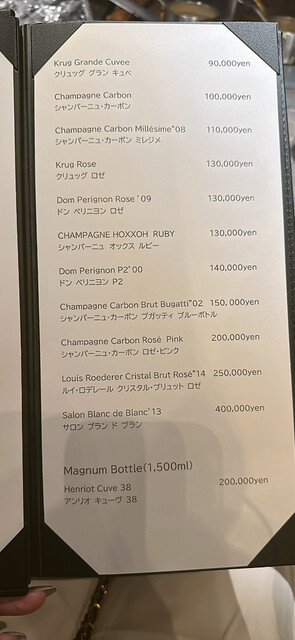 Krug Grande Cuvee 90,000yen
クリュッグ グラン キュベ
Champagne Carbon 100,000yen
シャンパーニュ・カーボン
Champagne Carbon Millésime"08 110,000yen
シャンパーニュ・カーボン ミレジメ
Krug Rose 130,000yen
クリュッグ ロゼ
Dom Perignon Rose '09 130,000yen
ドン ペリニヨン ロゼ
CHAMPAGNE HOXXOH RUBY 130,000yen
シャンパーニュ オックス ルビー
Dom Perignon P2'00 140,000yen
ドン ペリニヨン P2
Champagne Carbon Brut Bugatti"02 150,000yen
シャンパーニュ・カーボン ブガッティ ブルーボトル
Champagne Carbon Rosé Pink 200,000yen
シャンパーニュ・カーボン ロゼ・ピンク
Louis Roederer Cristal Brut Rosé"14 250,000yen
ルイ・ロデレール クリスタル・ブリュット ロゼ
Salon Blanc de Blanc'13 400,000yen
サロン ブラン ド ブラン
Magnum Bottle(1,500ml)
Henriot Cuve 38 200,000yen
アンリオ キューヴ 38